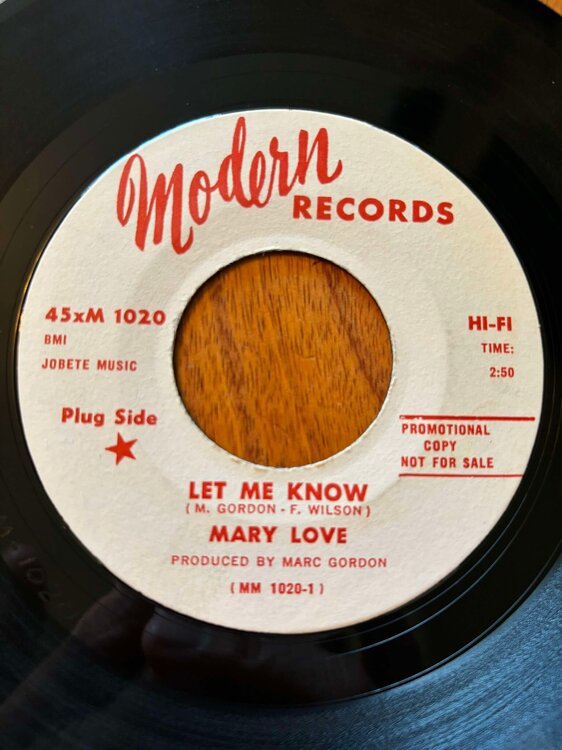 Modern
RECORDS
45xM 1020
BMI
JOBETE MUSIC
HI-FI
TIME:
2:50
Plug Side
PROMOTIONAL
COPY
NOT FOR SALE
LET ME KNOW
( M. GORDON - F. WILSON )
MARY LOVE
PRODUCED BY MARC GORDON
( MM 1020-1 )